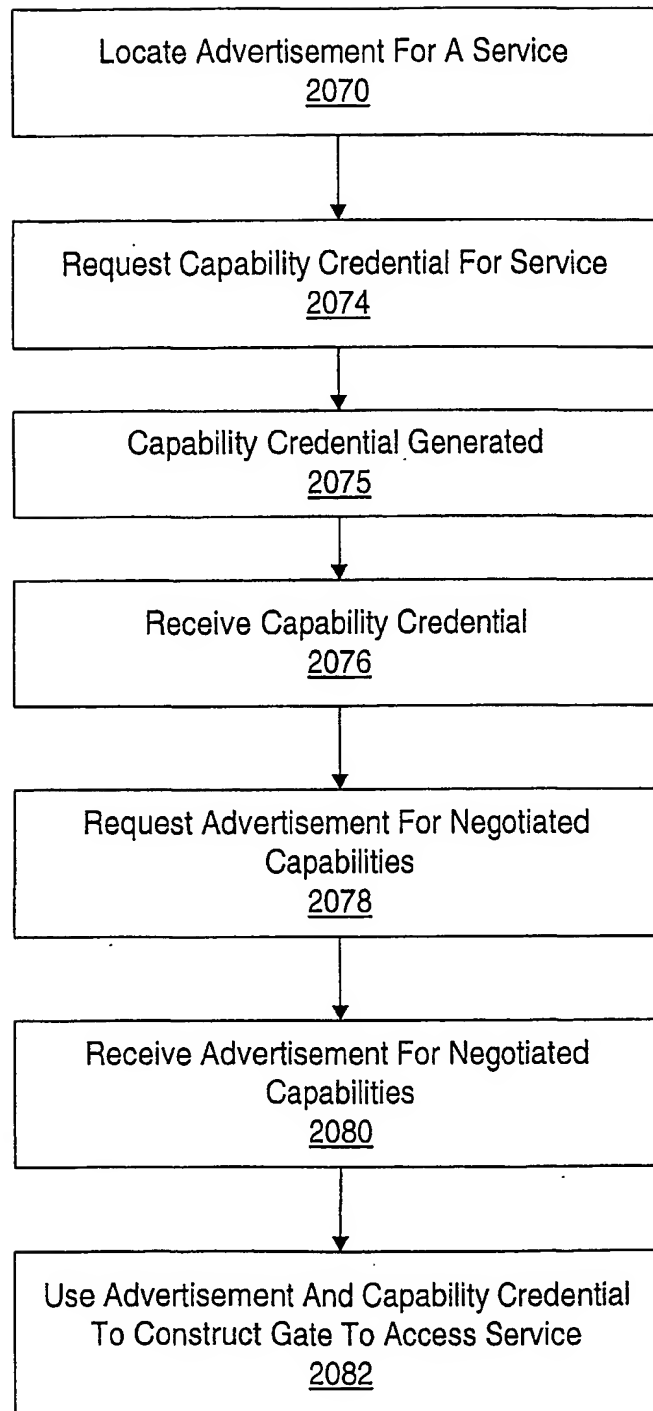 Locate Advertisement For A Service
2070
Request Capability Credential For Service
2074
Capability Credential Generated
2075
Receive Capability Credential
2076
Request Advertisement For Negotiated
Capabilities
2078
Receive Advertisement For Negotiated
Capabilities
2080
Use Advertisement And Capability Credential
To Construct Gate To Access Service
2082